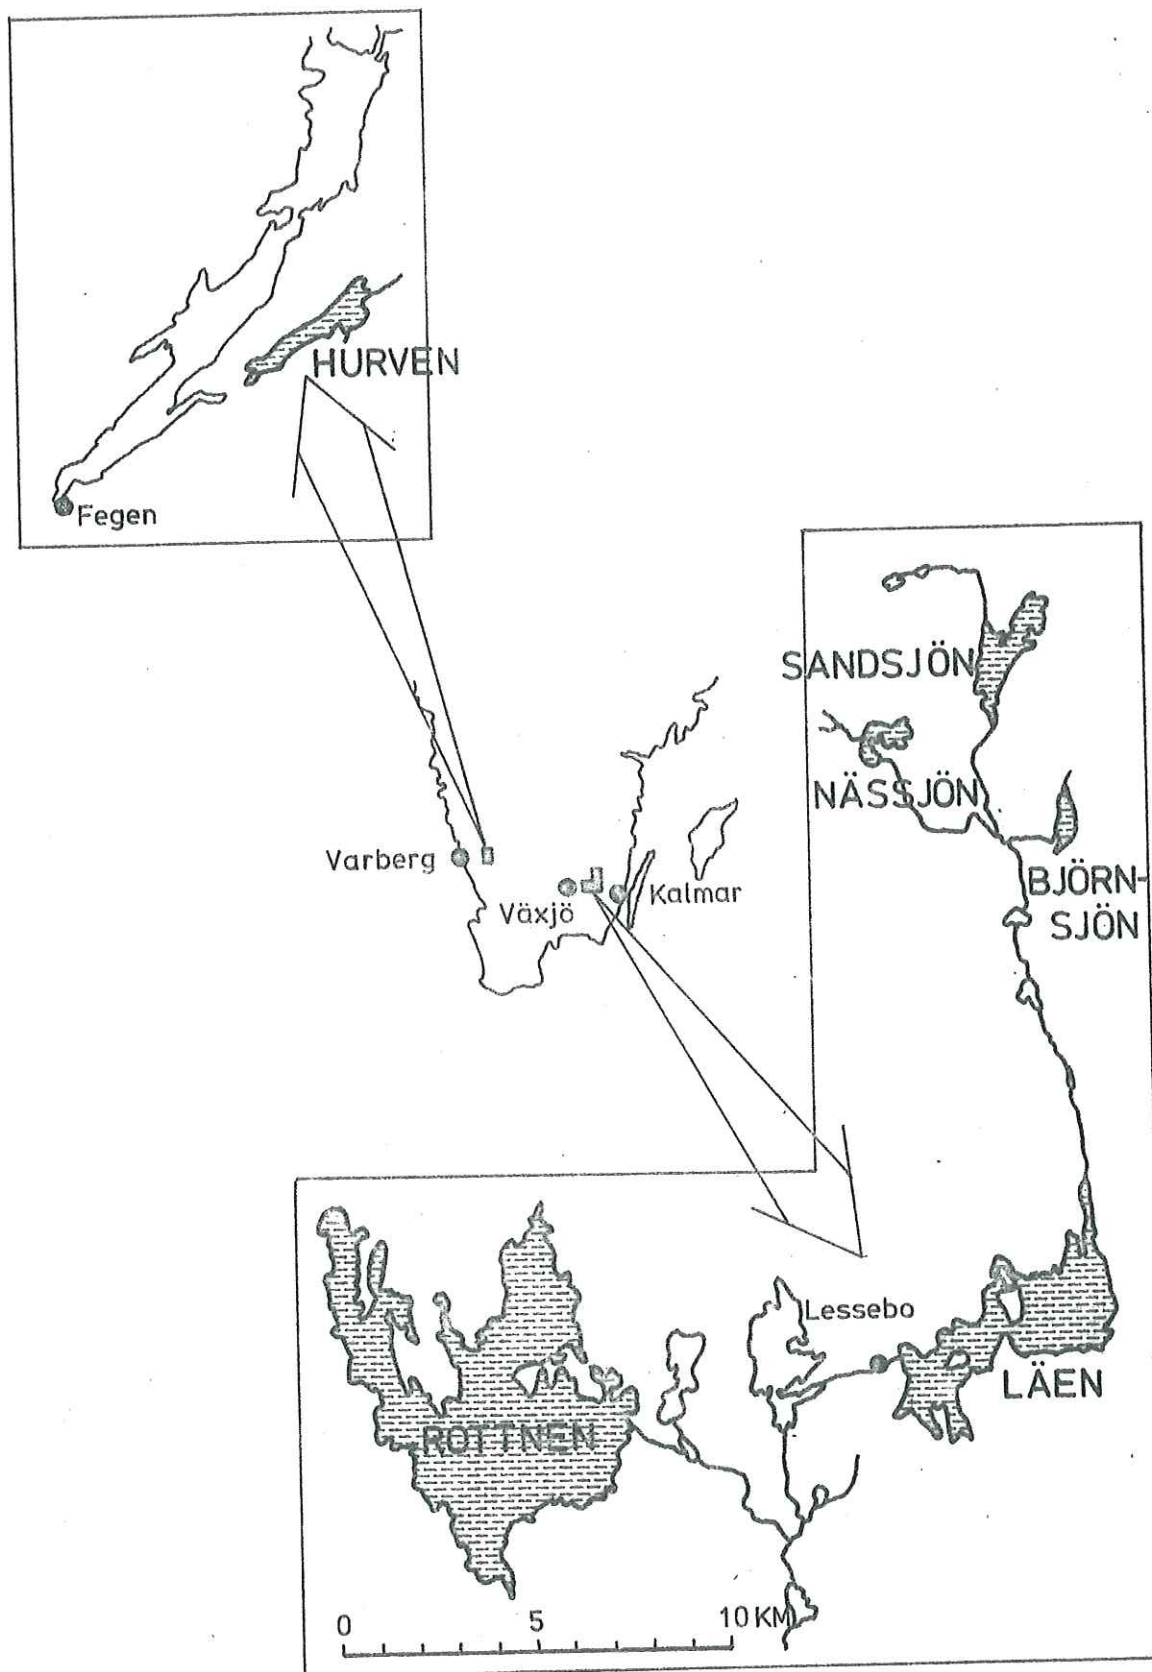 HURVEN
Fegen
SANDSJÖN
NÄSSJÖN
BJÖRN-
SJÖN
Varberg
Växjö
Kalmar
Lessebo
LÄEN
ROTTNEN
0 5 10 KM